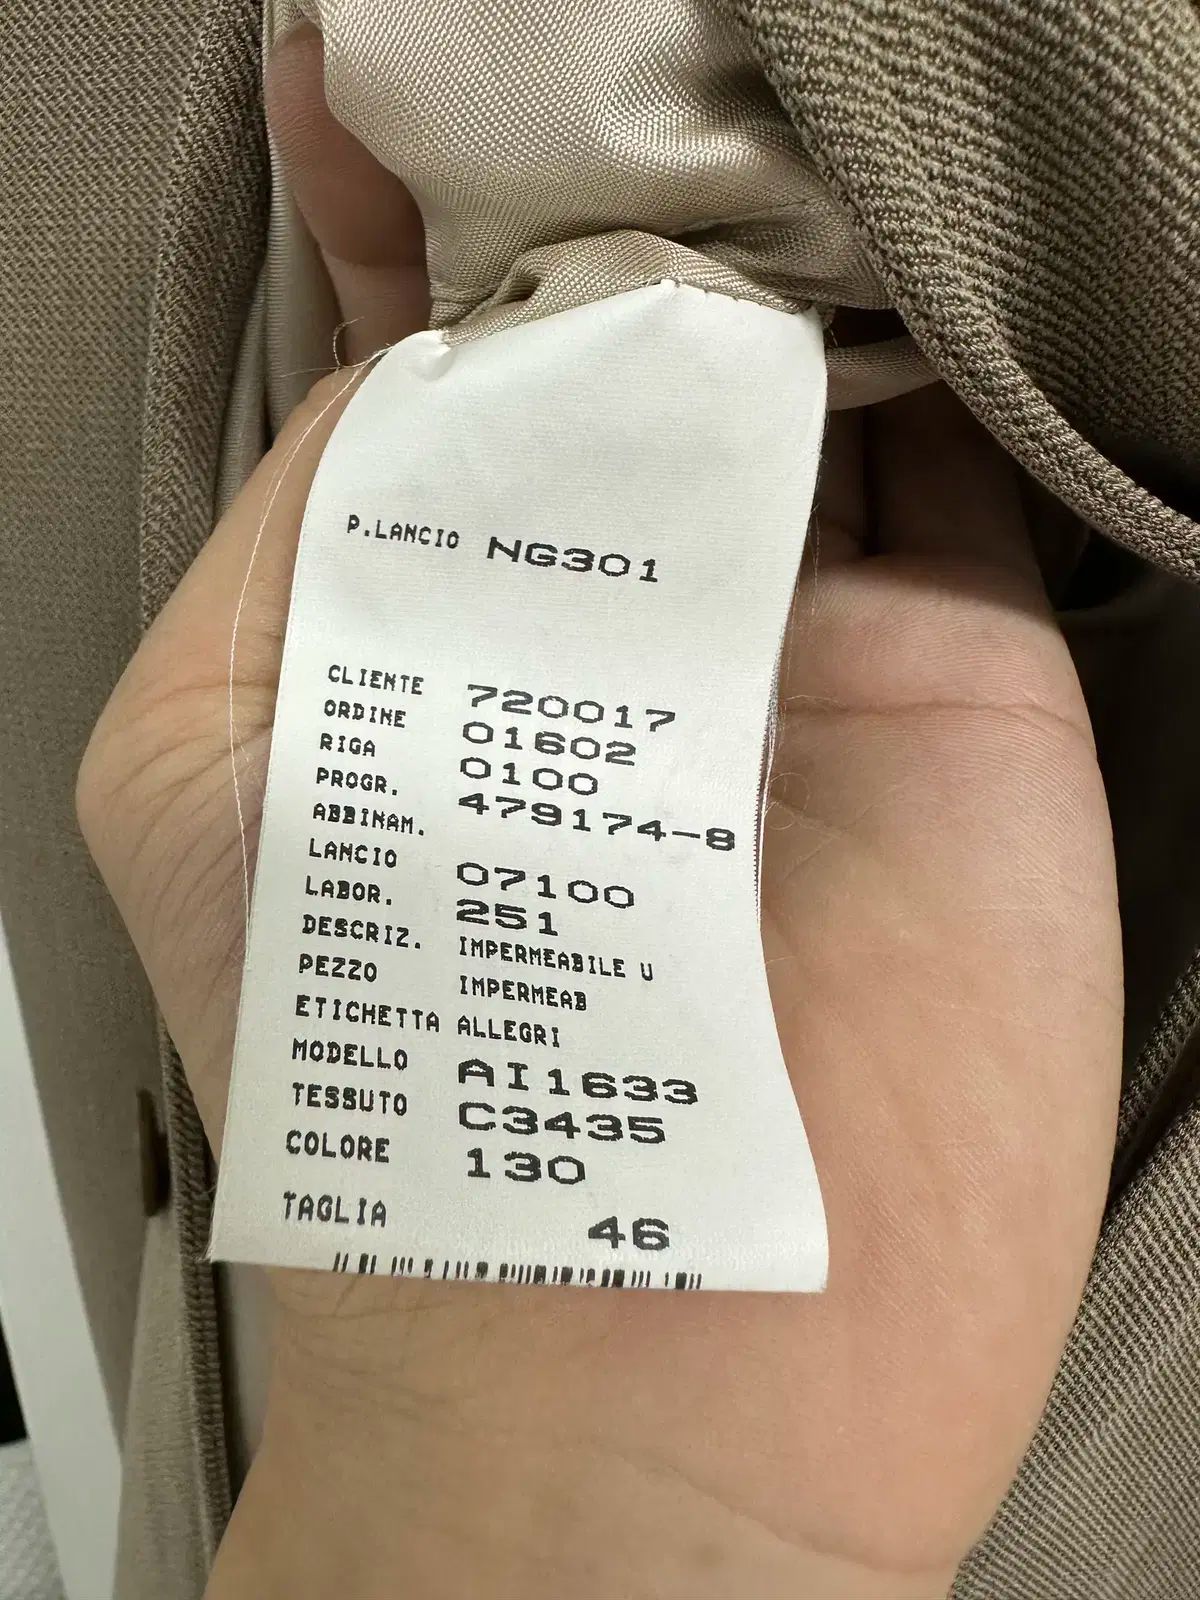 P.LANCIO NG301
CLIENTE 720017
ORDINE 01602
RIGA 0100
PROGR. 479174-8
ABBINAM.
LANCIO 07100
LABOR. 251
DESCRIZ. IMPERMEABILE U
PEZZO IMPERMEAB
ETICHETTA ALLEGRI
MODELLO AI1633
TESSUTO C3435
COLORE 130
TAGLIA 46